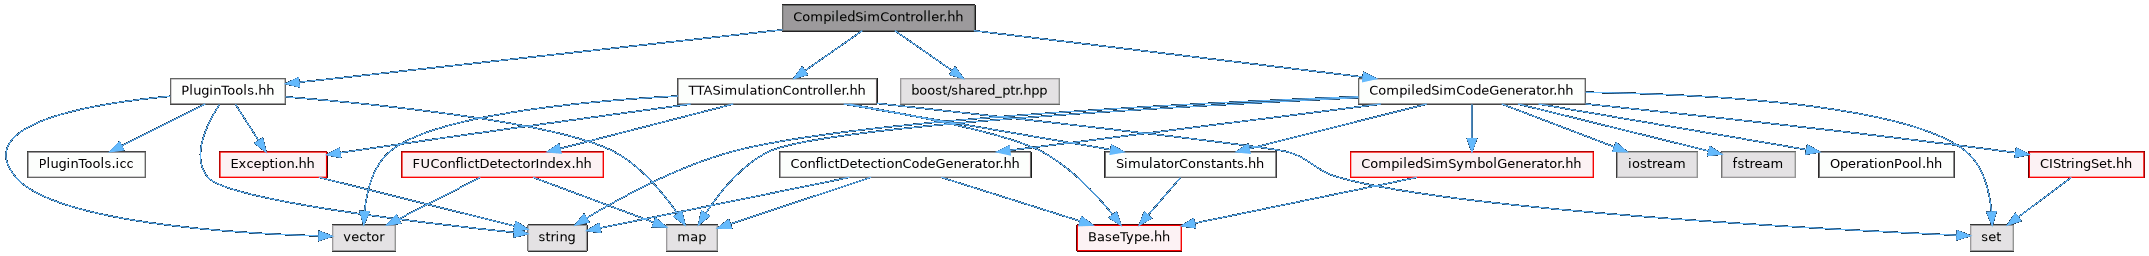 CompiledSimController.hh
PluginTools.hh
TTASimulationController.hh
boost/shared_ptr.hpp
CompiledSimCodeGenerator.hh
PluginTools.icc
Exception.hh
FUConflictDetectorIndex.hh
ConflictDetectionCodeGenerator.hh
SimulatorConstants.hh
CompiledSimSymbolGenerator.hh
iostream
fstream
OperationPool.hh
CIStringSet.hh
vector
string
map
BaseType.hh
set